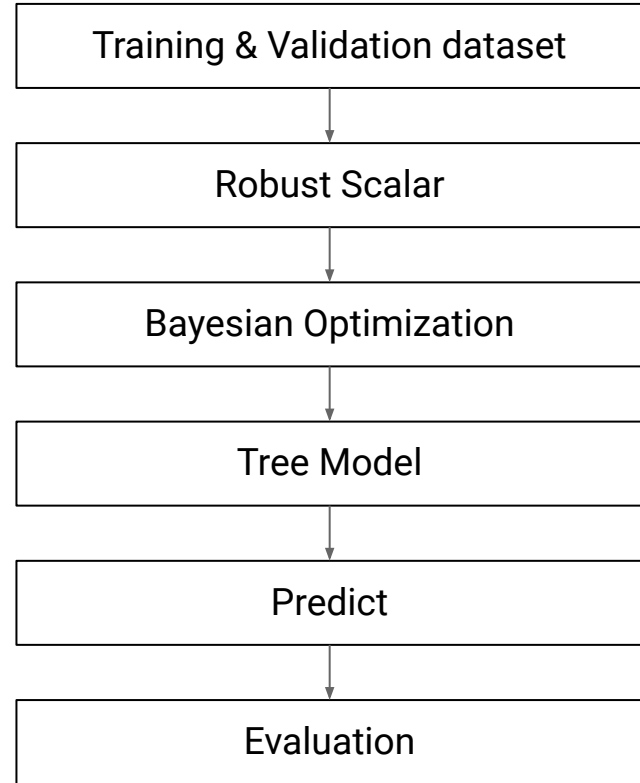 Training & Validation dataset
Robust Scalar
Bayesian Optimization
Tree Model
Predict
Evaluation